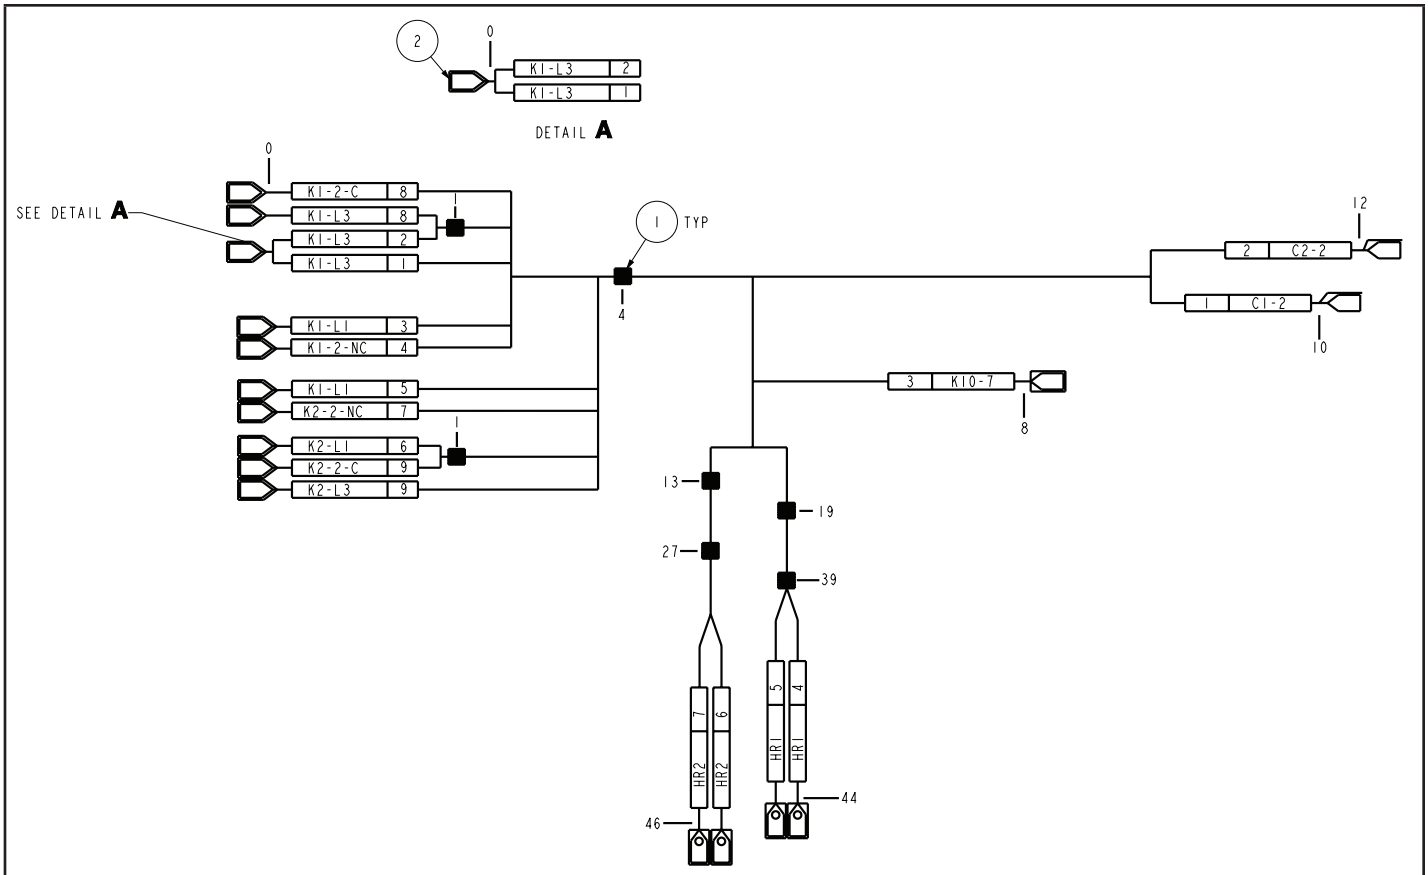 2
0
K1-L3 2
K1-L3 1
DETAIL A
0
SEE DETAIL A
K1-2-C 8
K1-L3 8
K1-L3 2
K1-L3 1
1
1 TYP
4
12
2 C2-2
1 C1-2
10
K1-L1 3
K1-2-NC 4
K1-L1 5
K2-2-NC 7
3 K10-7
8
1
K2-L1 6
K2-2-C 9
K2-L3 9
13
19
27
39
5 HR1
4 HR1
7 HR2
6 HR2
44
46